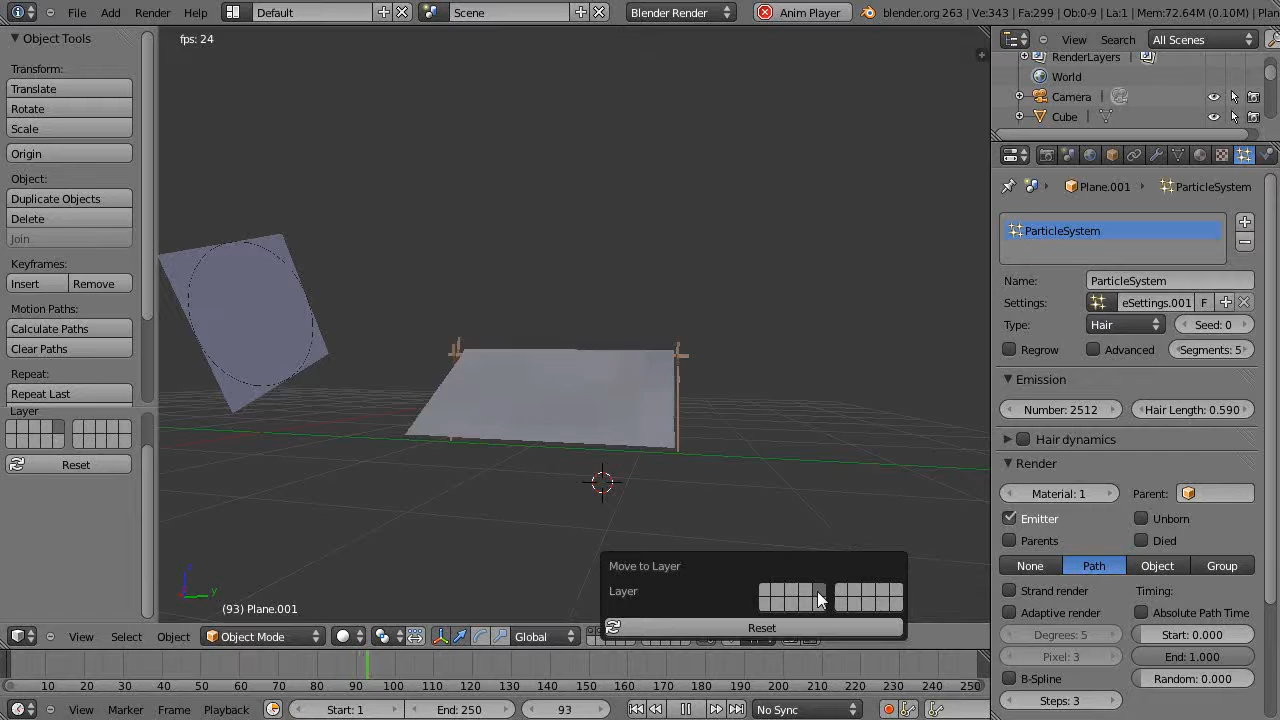 File Add Render Help Default Scene Blender Render Anim Player blender.org 263 | Ve:343 | Fa:299 | Ob:0-9 | La:1 | Mem:72.64M (0.10M) | Plan
Object Tools
Transform:
Translate
Rotate
Scale
Origin
Object:
Duplicate Objects
Delete
Join
Keyframes:
Insert Remove
Motion Paths:
Calculate Paths
Clear Paths
Repeat:
Repeat Last
Layer
Reset
fps: 24
(93) Plane.001
Move to Layer
Layer
Reset
View Select Object Object Mode Global
0 10 20 30 40 50 60 70 80 90 100 110 120 130 140 150 160 170 180 190 200 210 220 230 240 250
View Marker Frame Playback Start: 1 End: 250 93 No Sync
View Search All Scenes
RenderLayers
World
Camera
Cube
Plane.001 ParticleSystem
ParticleSystem
Name: ParticleSystem
Settings: eSettings.001 F
Type: Hair Seed: 0
Regrow Advanced Segments: 5
Emission
Number: 2512 Hair Length: 0.590
Hair dynamics
Render
Material: 1 Parent:
Emitter Unborn
Parents Died
None Path Object Group
Strand render Timing:
Adaptive render Absolute Path Time
Degrees: 5 Start: 0.000
Pixel: 3 End: 1.000
B-Spline Random: 0.000
Steps: 3